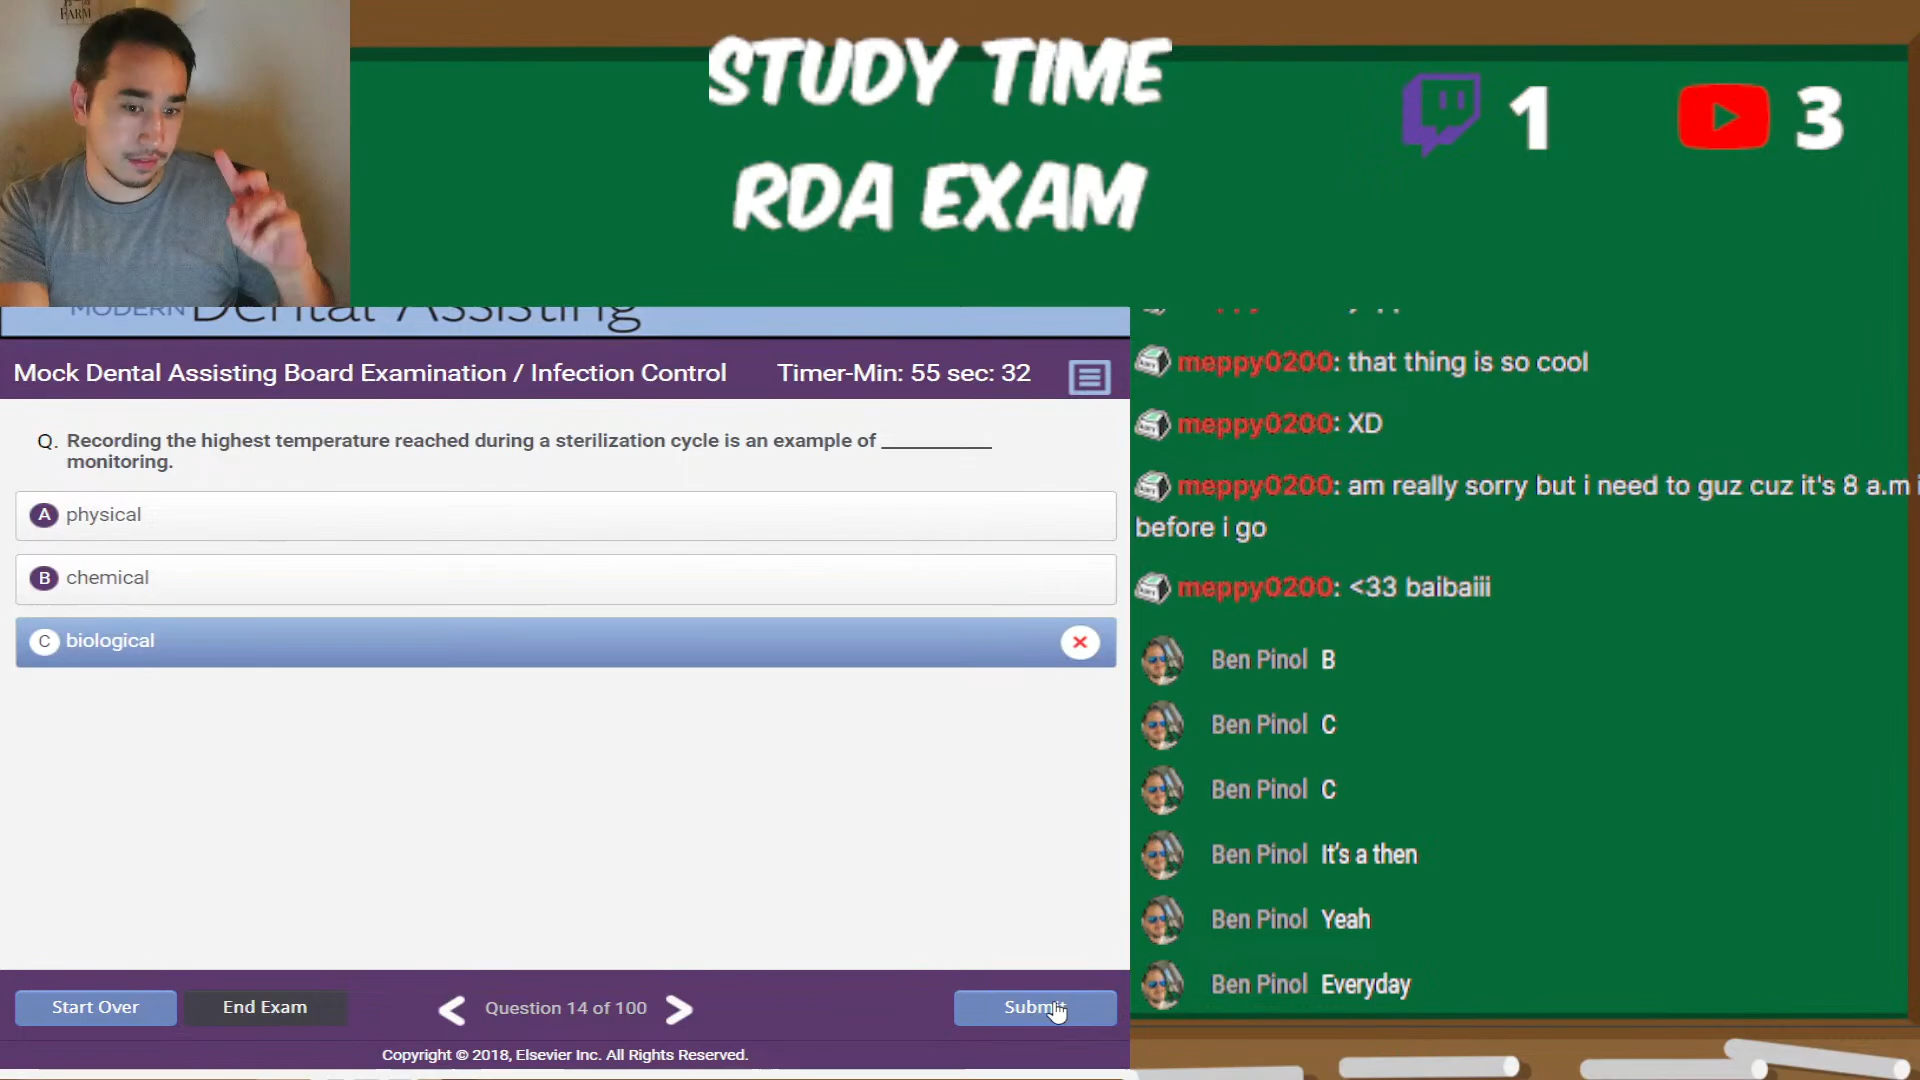 FARM
STUDY TIME
RDA EXAM
1
3
MODERN Dental Assisting
Mock Dental Assisting Board Examination / Infection Control
Timer-Min: 55 sec: 32
Q. Recording the highest temperature reached during a sterilization cycle is an example of __________
monitoring.
A physical
B chemical
C biological
Start Over
End Exam
Question 14 of 100
Submit
Copyright © 2018, Elsevier Inc. All Rights Reserved.
meppy0200: that thing is so cool
meppy0200: XD
meppy0200: am really sorry but i need to guz cuz it's 8 a.m i
before i go
meppy0200: <33 baibaiii
Ben Pinol B
Ben Pinol C
Ben Pinol C
Ben Pinol It's a then
Ben Pinol Yeah
Ben Pinol Everyday